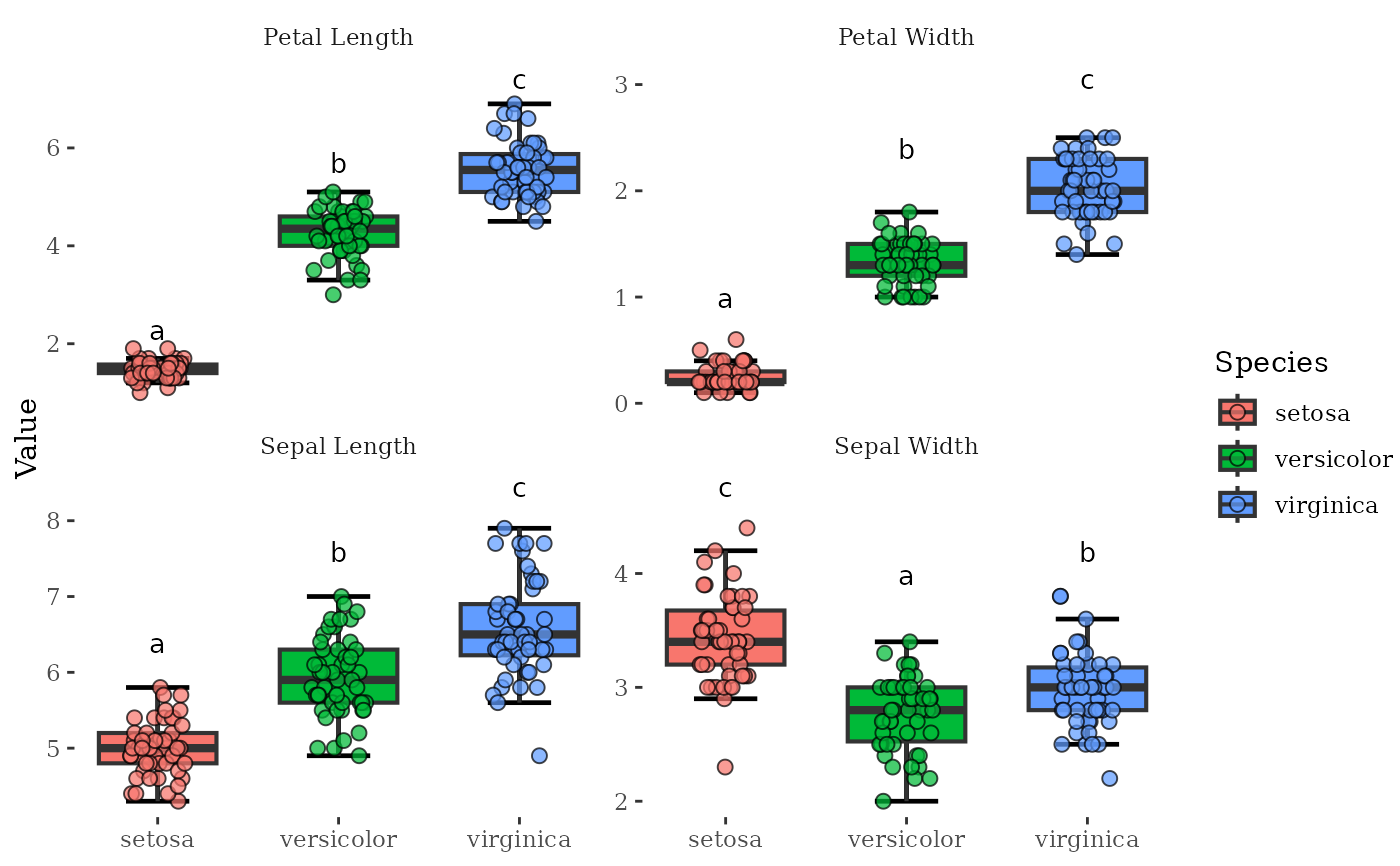 Petal Length
Petal Width
c
b
a
6
4
2
c
b
a
3
2
1
0
Value
Sepal Length
Sepal Width
c
b
a
8
7
6
5
c
a
b
4
3
2
setosa
versicolor
virginica
setosa
versicolor
virginica
Species
setosa
versicolor
virginica